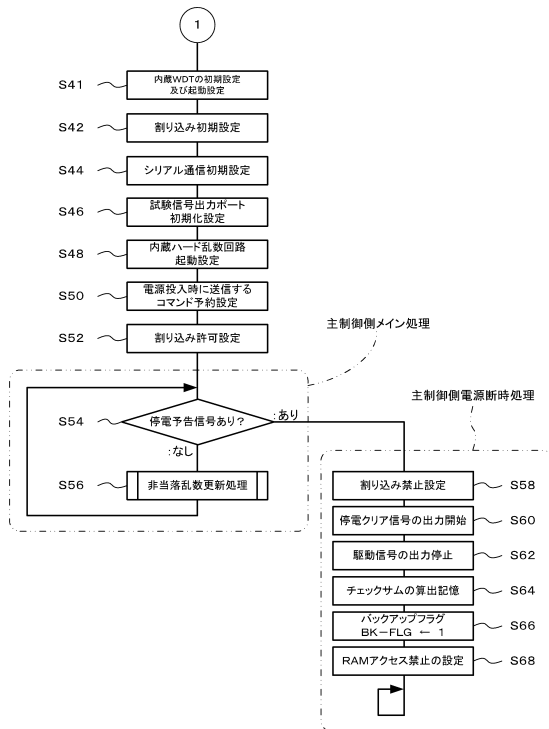 1
S41
内蔵WDTの初期設定
及び起動設定
S42
割り込み初期設定
S44
シリアル通信初期設定
S46
試験信号出力ポート
初期化設定
S48
内蔵ハード乱数回路
起動設定
S50
電源投入時に送信する
コマンド予約設定
S52
割り込み許可設定
主制御側メイン処理
S54
停電予告信号あり？
：あり
：なし
S56
非当落乱数更新処理
主制御側電源断時処理
割り込み禁止設定
S58
停電クリア信号の出力開始
S60
駆動信号の出力停止
S62
チェックサムの算出記憶
S64
バックアップフラグ
BK－FLG ← 1
S66
RAMアクセス禁止の設定
S68